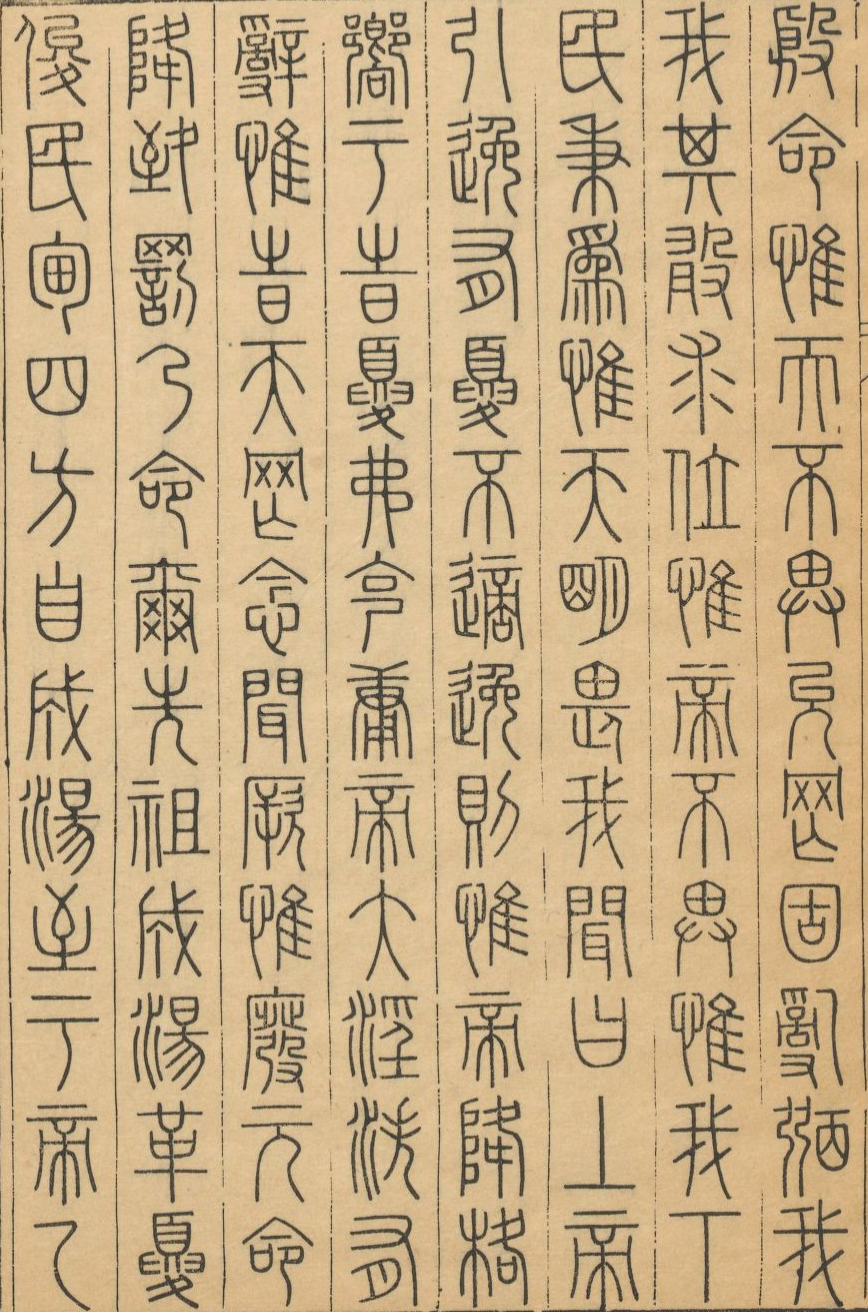 殷命惟而不畀允罔固亂弼我
我其敢求位惟帝不畀惟我下
民秉爲惟天明畏我聞曰上帝
引逸有夏不適逸則惟帝降格
嚮于時夏弗克庸帝大淫泆有
辭惟時天罔念聞厥惟廢元命
降致罰乃命爾先祖成湯革夏
俊民甸四方自成湯至于帝乙